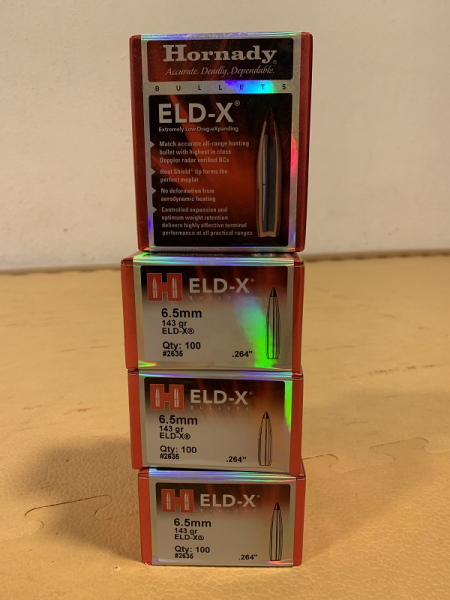 Hornady
Accurate. Deadly. Dependable.
BULLETS
ELD-X®
Extremely Low Drag-eXpanding
Match accurate all-range hunting
bullet with highest in class
Doppler radar verified BCs
Heat Shield® tip forms the
perfect meplat
No deformation from
aerodynamic heating
Controlled expansion and
optimum weight retention
delivers highly effective terminal
performance at all practical ranges
H ELD-X®
BULLETS
6.5mm
143 gr
ELD-X®
Qty: 100
#2635 .264"
H ELD-X®
BULLETS
6.5mm
143 gr
ELD-X®
Qty: 100
#2635 .264"
H ELD-X®
BULLETS
6.5mm
143 gr
ELD-X®
Qty: 100
#2635 .264"